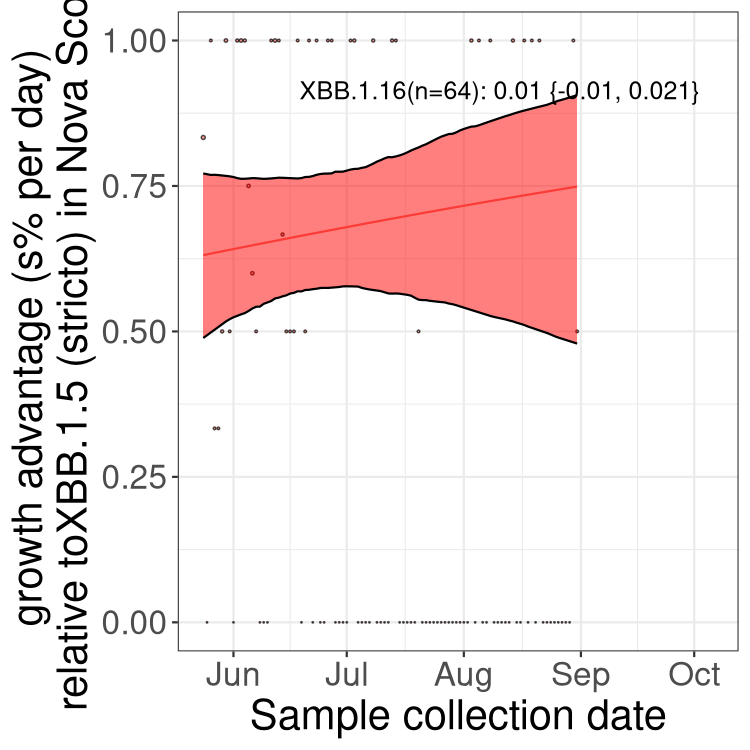 growth advantage (s% per day)
relative toXBB.1.5 (stricto) in Nova Sco
1.00
0.75
0.50
0.25
0.00
XBB.1.16(n=64): 0.01 {-0.01, 0.021}
Jun Jul Aug Sep Oct
Sample collection date